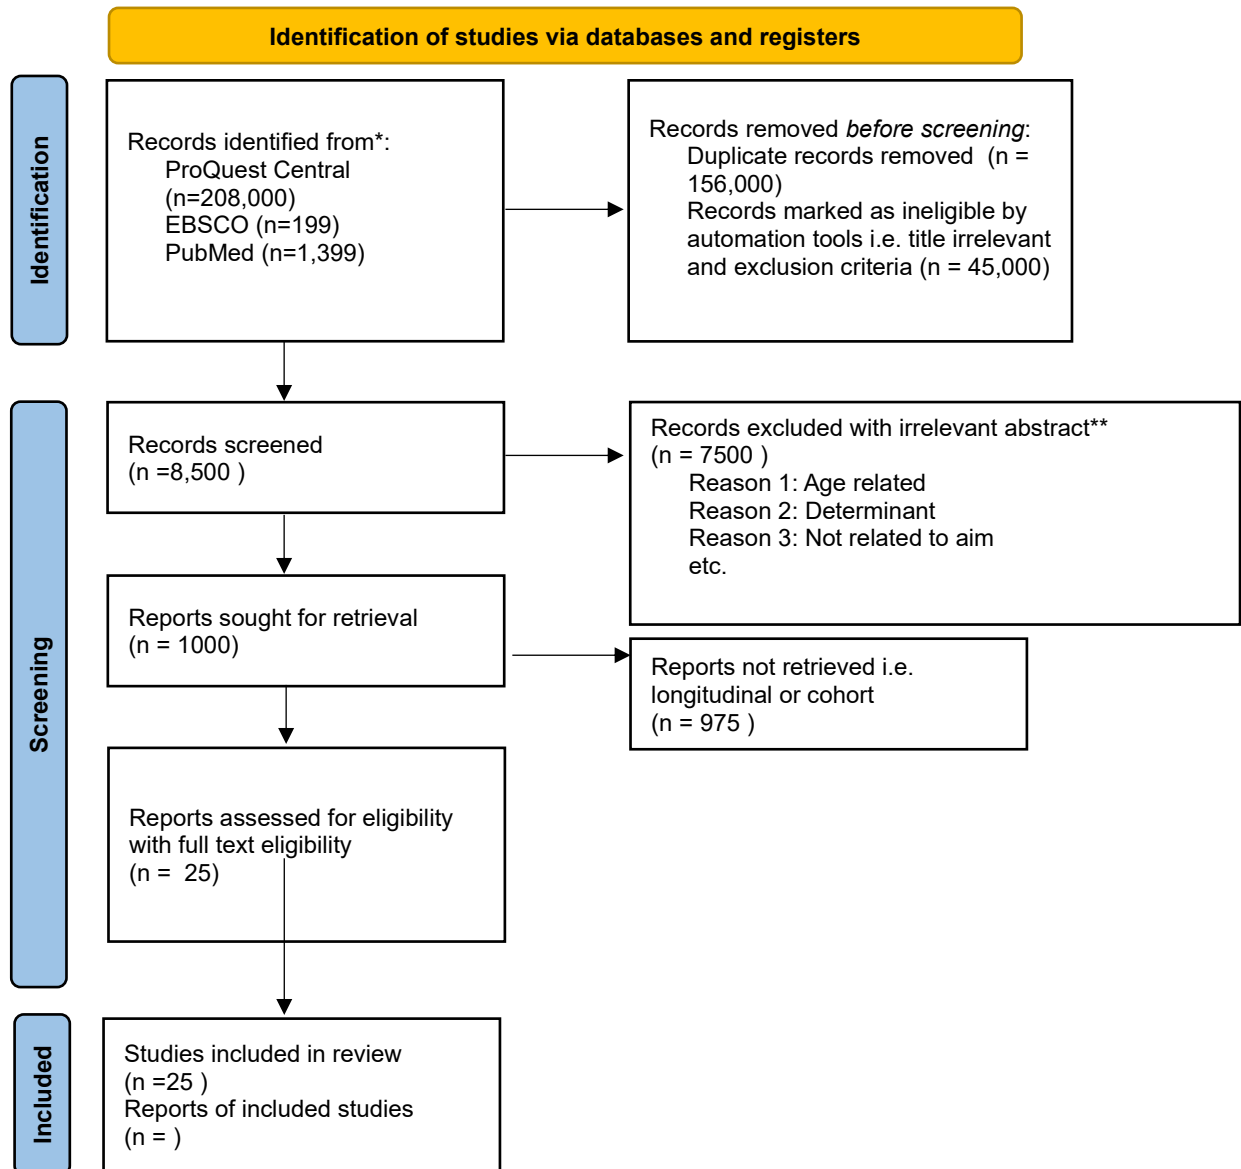 Identification of studies via databases and registers
Identification
Records identified from*:
ProQuest Central
(n=208,000)
EBSCO (n=199)
PubMed (n=1,399)
Records removed before screening:
Duplicate records removed (n =
156,000)
Records marked as ineligible by
automation tools i.e. title irrelevant
and exclusion criteria (n = 45,000)
Screening
Records screened
(n =8,500 )
Records excluded with irrelevant abstract**
(n = 7500 )
Reason 1: Age related
Reason 2: Determinant
Reason 3: Not related to aim
etc.
Reports sought for retrieval
(n = 1000)
Reports not retrieved i.e.
longitudinal or cohort
(n = 975 )
Reports assessed for eligibility
with full text eligibility
(n = 25)
Included
Studies included in review
(n =25 )
Reports of included studies
(n = )